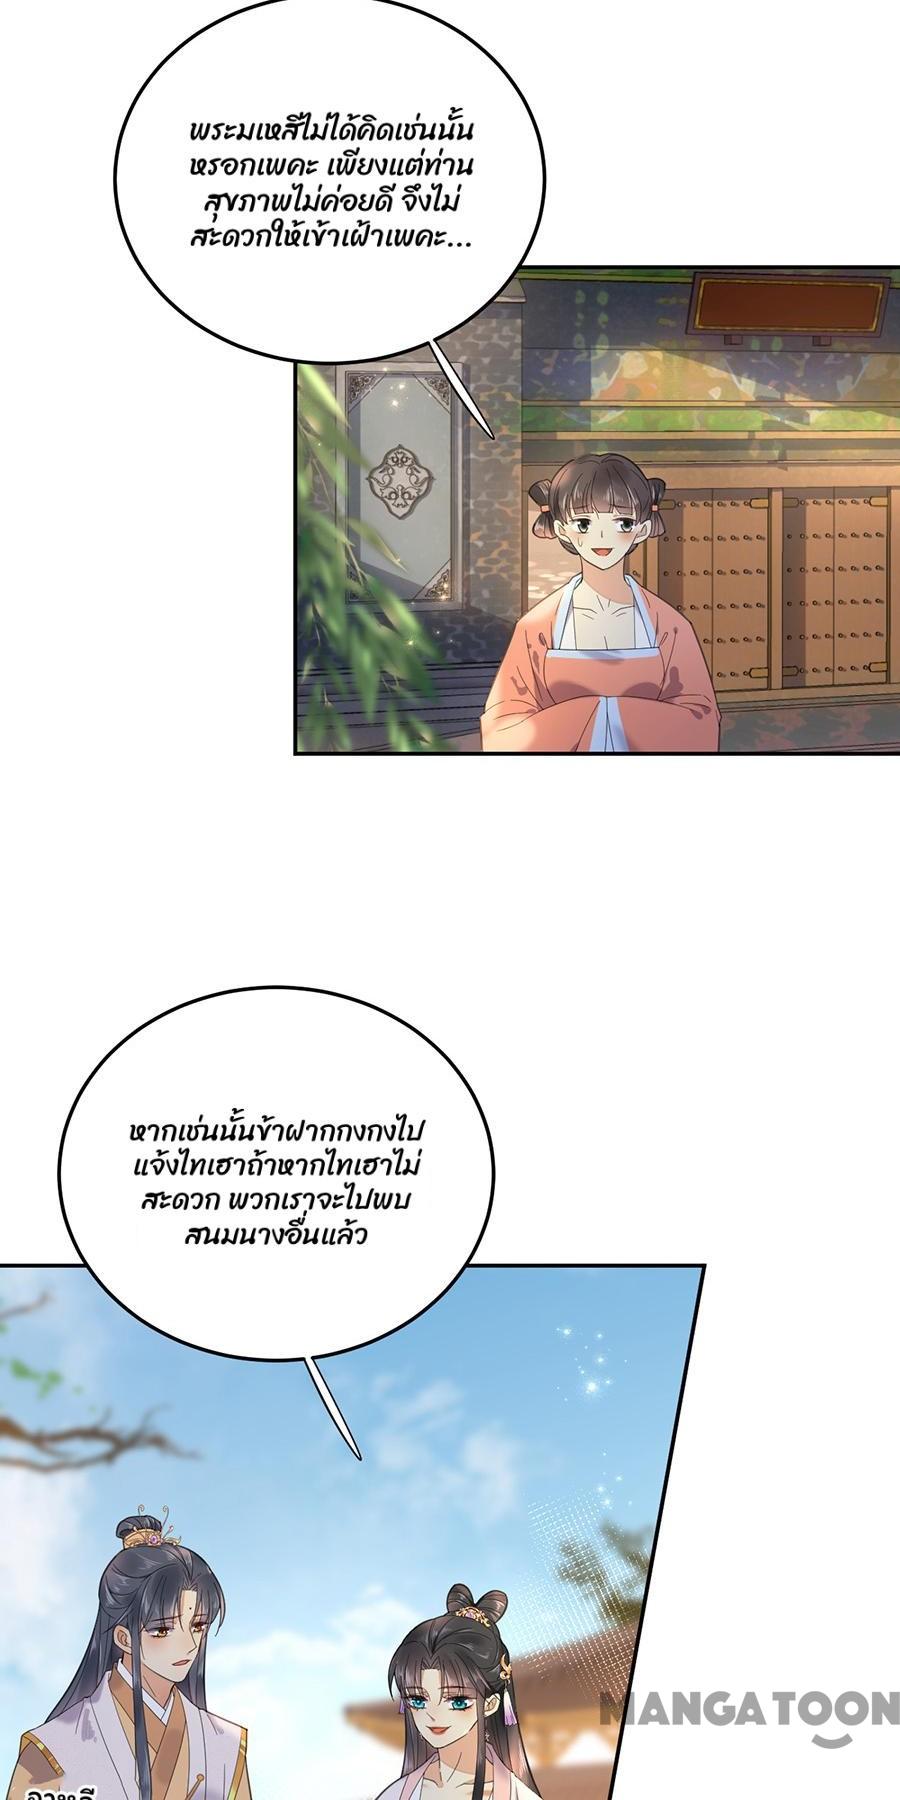 พระมเหสีไม่ได้คิดเช่นนั้น
หรอกเพคะ เพียงแต่ท่าน
สุขภาพไม่ค่อยดี จึงไม่
สะดวกให้เข้าเฝ้าเพคะ...
หากเช่นนั้นข้าฝากกงกงไป
แจ้งไทเฮาถ้าหากไทเฮาไม่
สะดวก พวกเราจะไปพบ
สนมนางอื่นแล้ว
MANGATOON